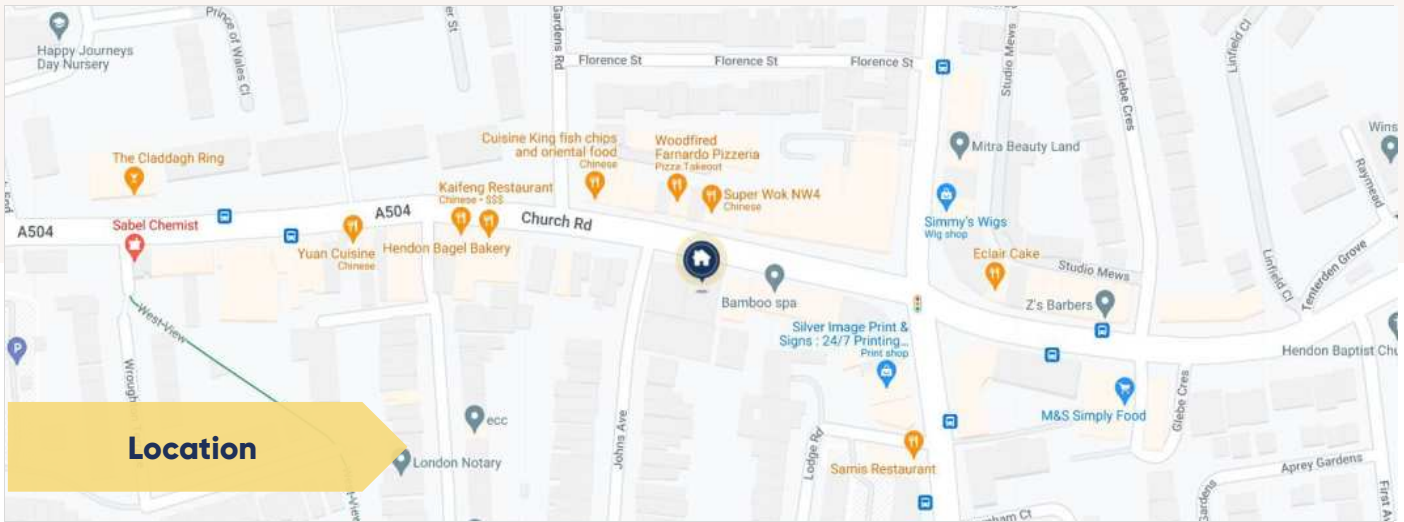 Prince of Wales Cl
Happy Journeys
Day Nursery
Gardens Rd
Florence St
Florence St
Florence St
Studio Mews
Glebe Cres
Linfield Cl
Cuisine King fish chips
and oriental food
Chinese
Woodfired
Farnardo Pizzeria
Pizza Takeout
Mitra Beauty Land
The Claddagh Ring
Kaifeng Restaurant
Chinese • $$$
Super Wok NW4
Chinese
Raymead
A504
A504
Church Rd
Simmy's Wigs
Wig shop
Sabel Chemist
Yuan Cuisine
Chinese
Hendon Bagel Bakery
Eclair Cake
Studio Mews
Linfield Cl
Tenterden Grove
Bamboo spa
Z's Barbers
West View
Silver Image Print &
Signs : 24/7 Printing...
Print shop
Hendon Baptist Chu
P
M&S Simply Food
Glebe Cres
Johns Ave
ecc
Lodge Rd
Location
London Notary
Samis Restaurant
Aprey Gardens
Gardens